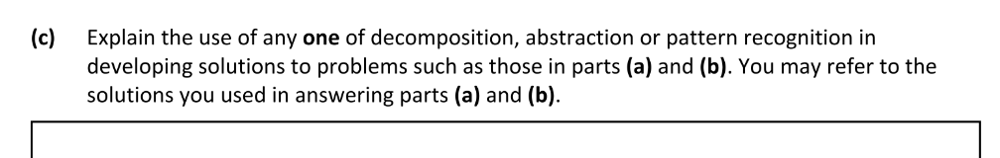 (c) Explain the use of any one of decomposition, abstraction or pattern recognition in
developing solutions to problems such as those in parts (a) and (b). You may refer to the
solutions you used in answering parts (a) and (b).